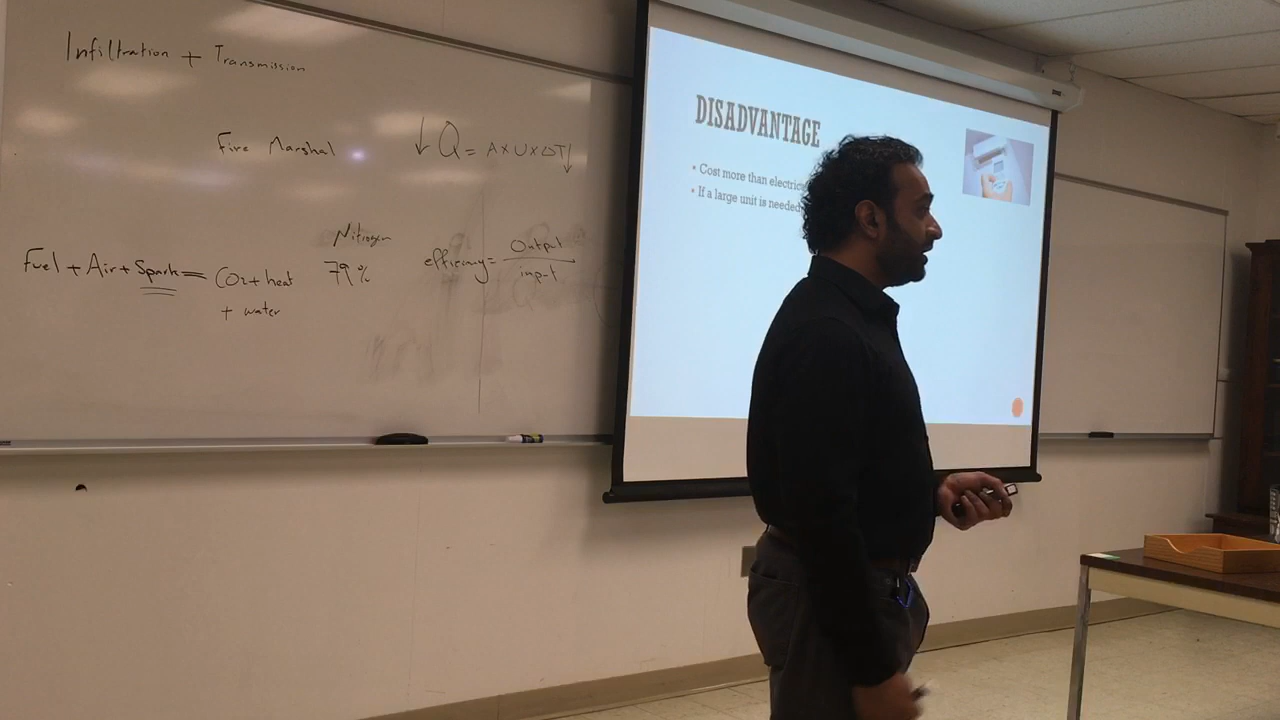 Infiltration + Transmission
Fire Marshal
↓ Q = A x U x ΔT↓
Nitrogen
79%
Fuel + Air + Spark = CO2 + heat
+ water
efficiency = Output
input
DISADVANTAGE
• Cost more than electric
• If a large unit is needed